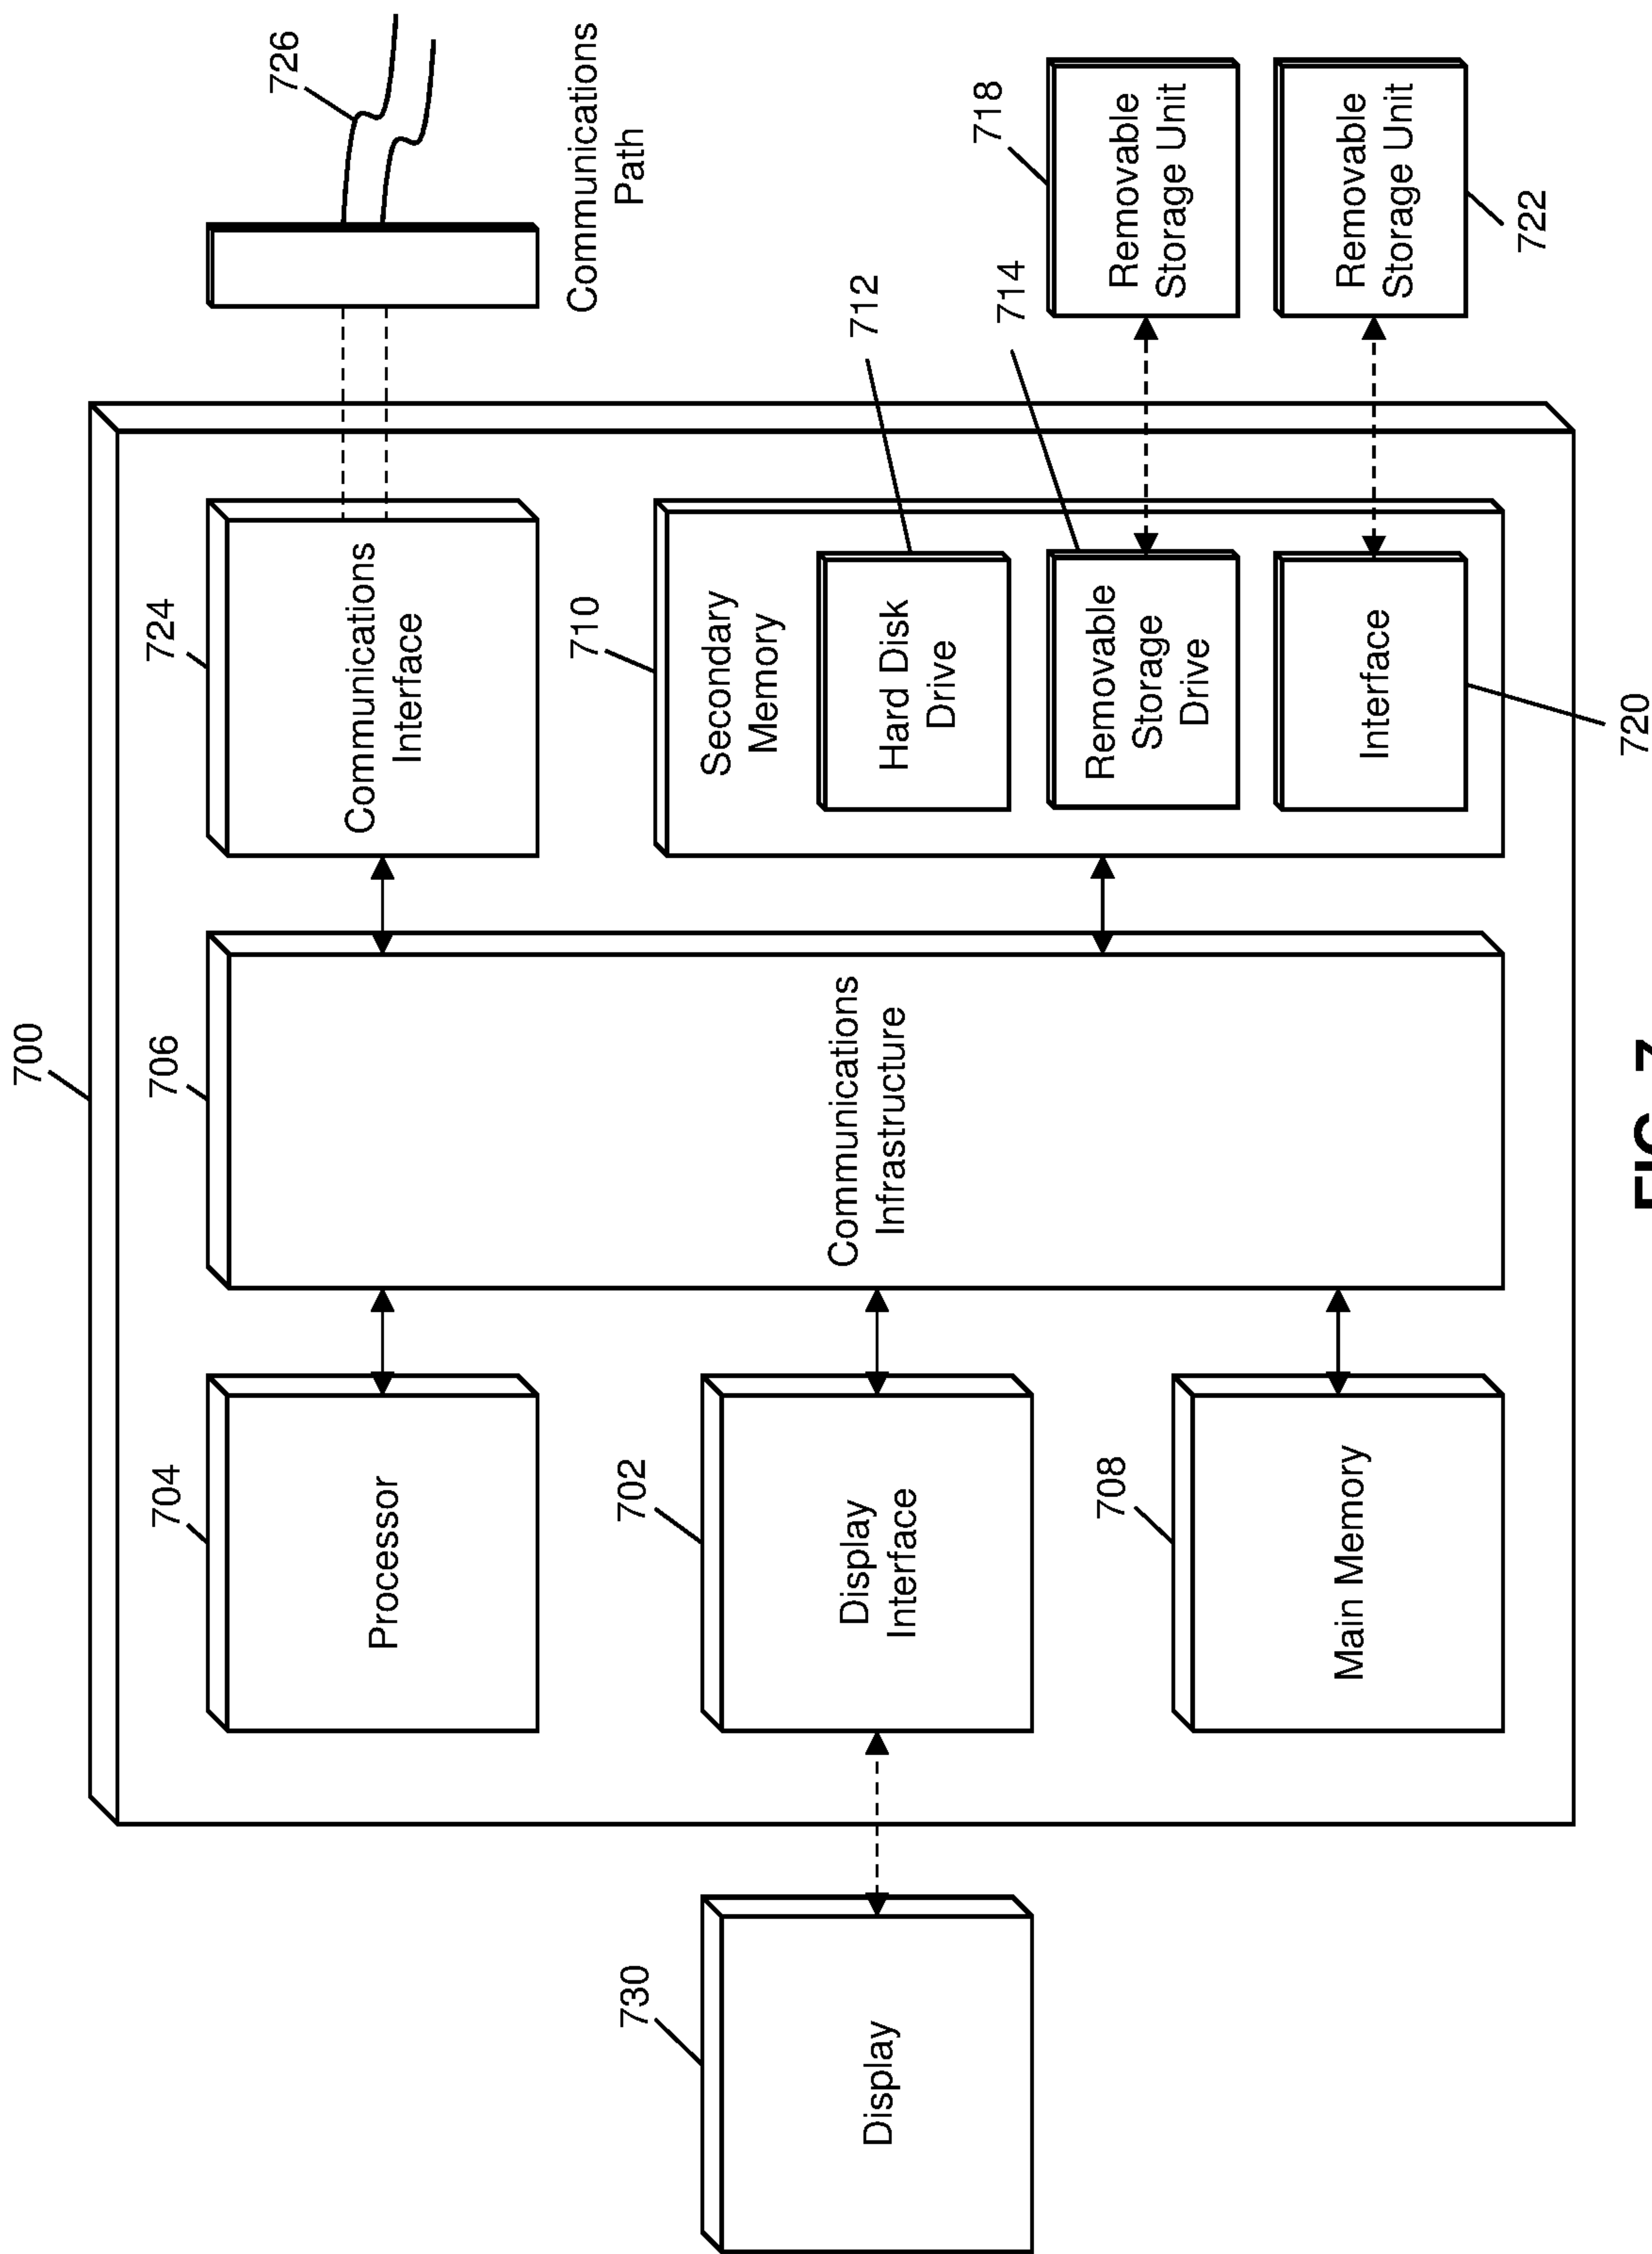 700
704
Processor
706
Communications
Infrastructure
724
Communications
Interface
726
Communications
Path
730
Display
702
Display
Interface
710
Secondary
Memory
712
Hard Disk
Drive
714
Removable
Storage
Drive
718
Removable
Storage Unit
708
Main Memory
Interface
720
Removable
Storage Unit
722
FIG. 7